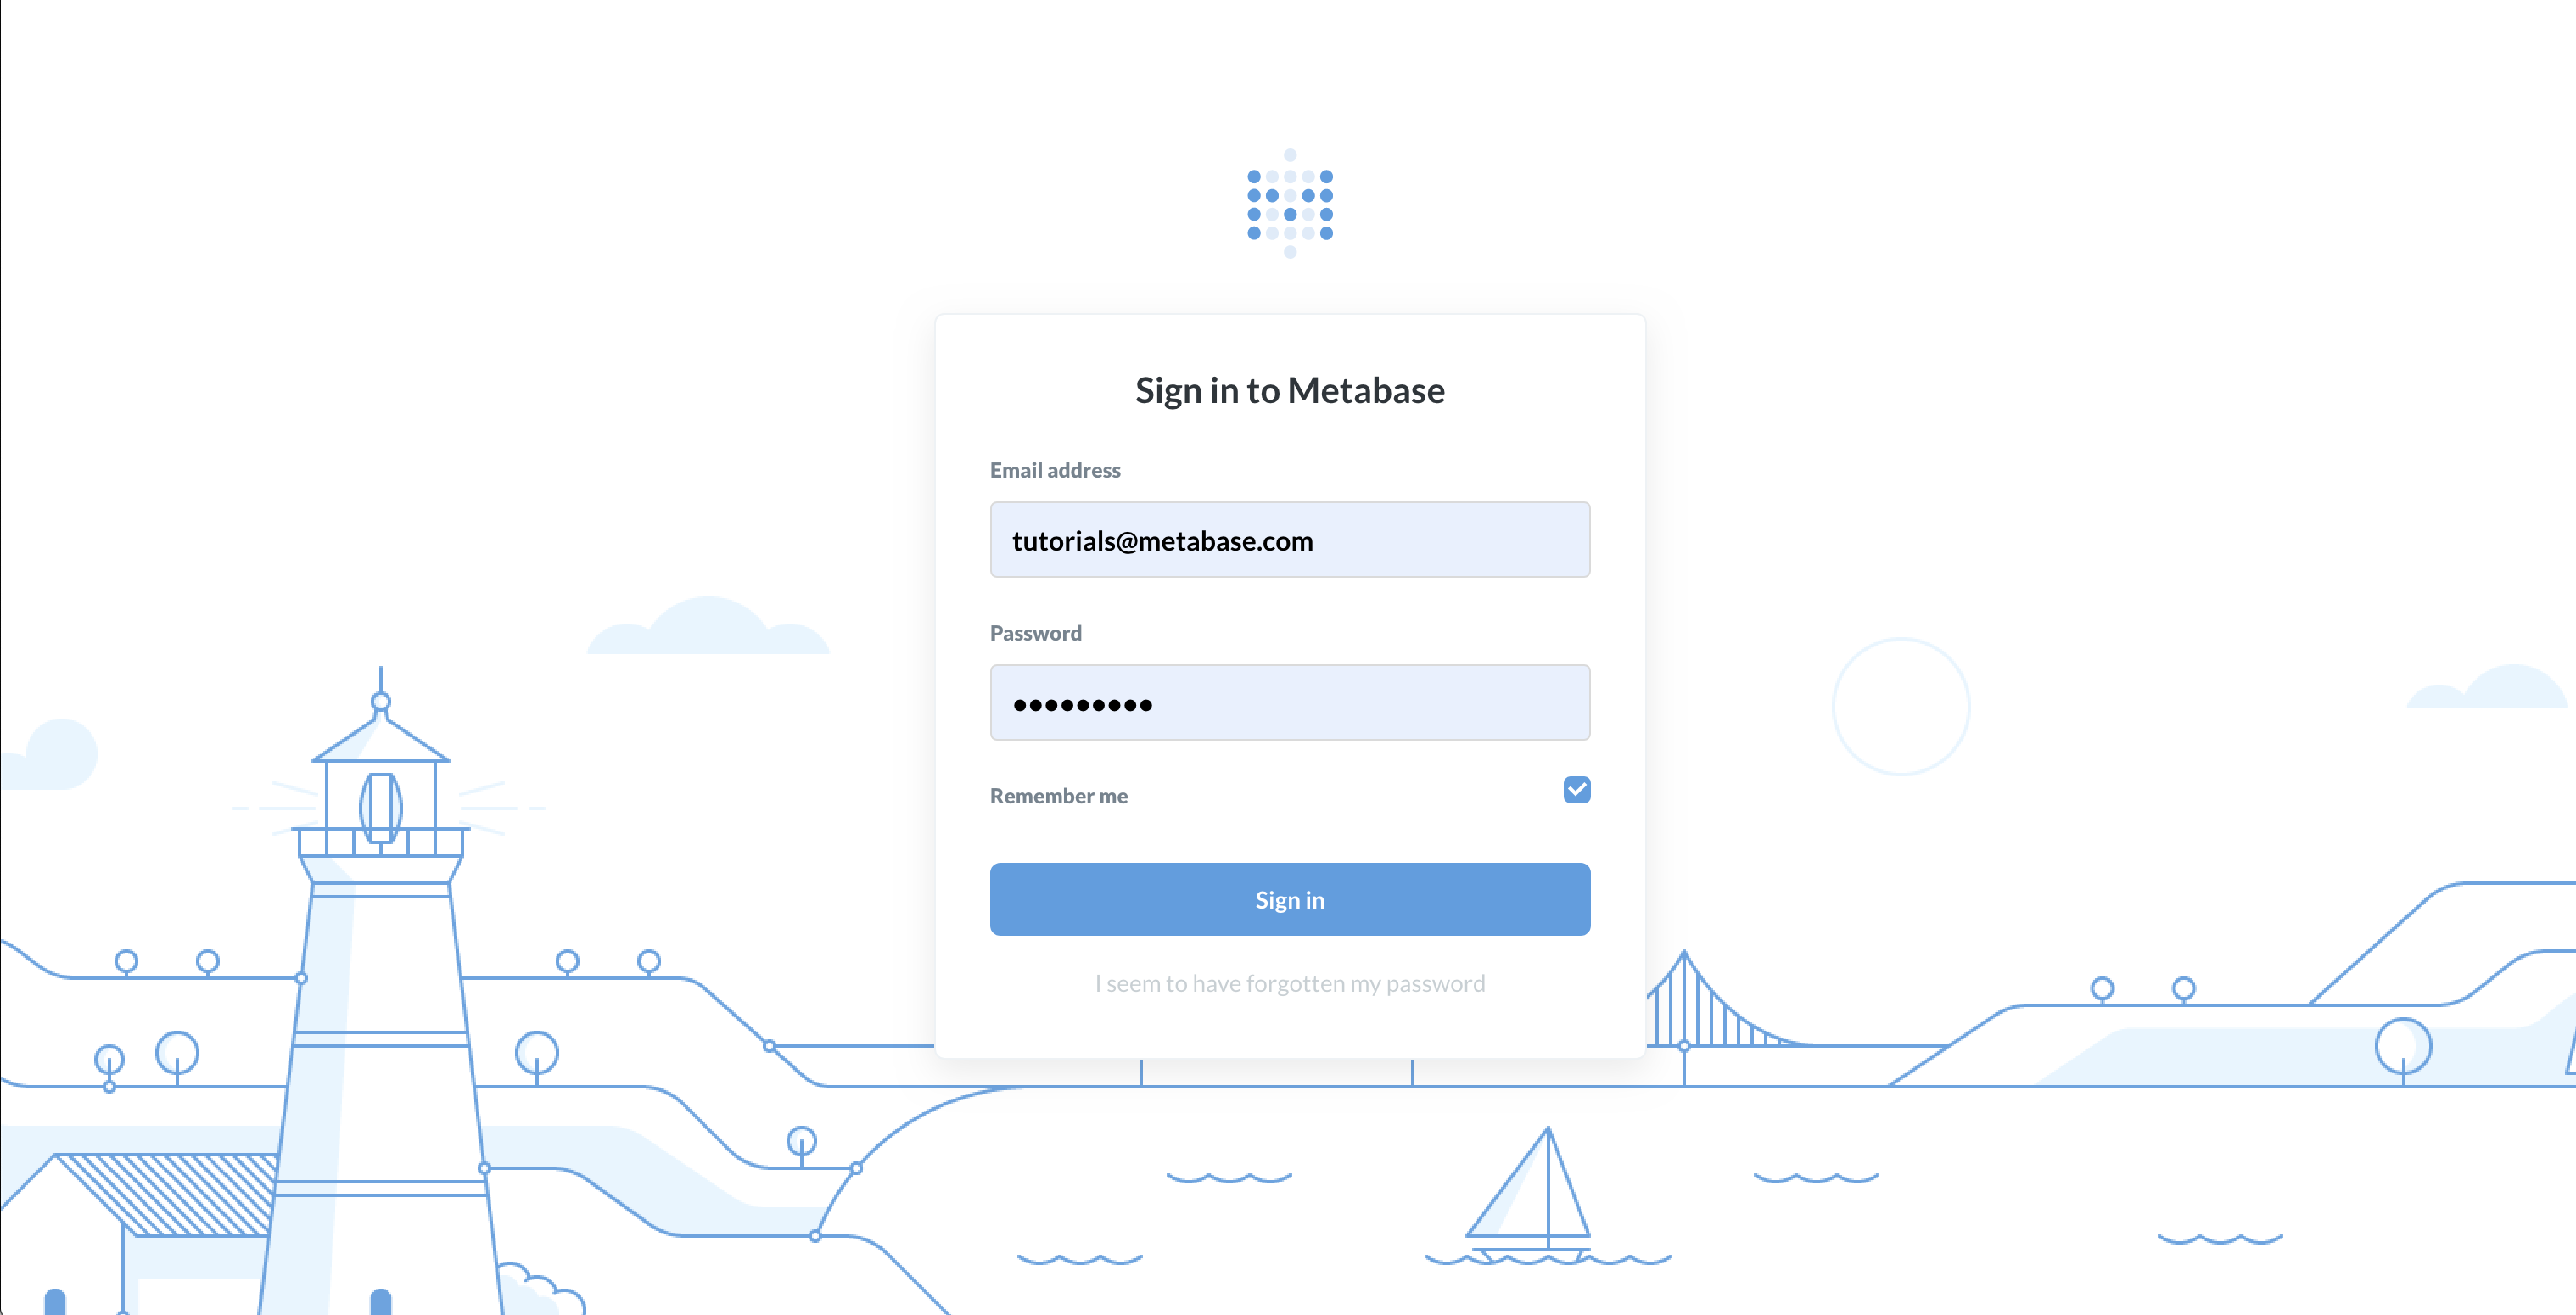 Sign in to Metabase
Email address
tutorials@metabase.com
Password
•••••••••
Remember me
Sign in
I seem to have forgotten my password